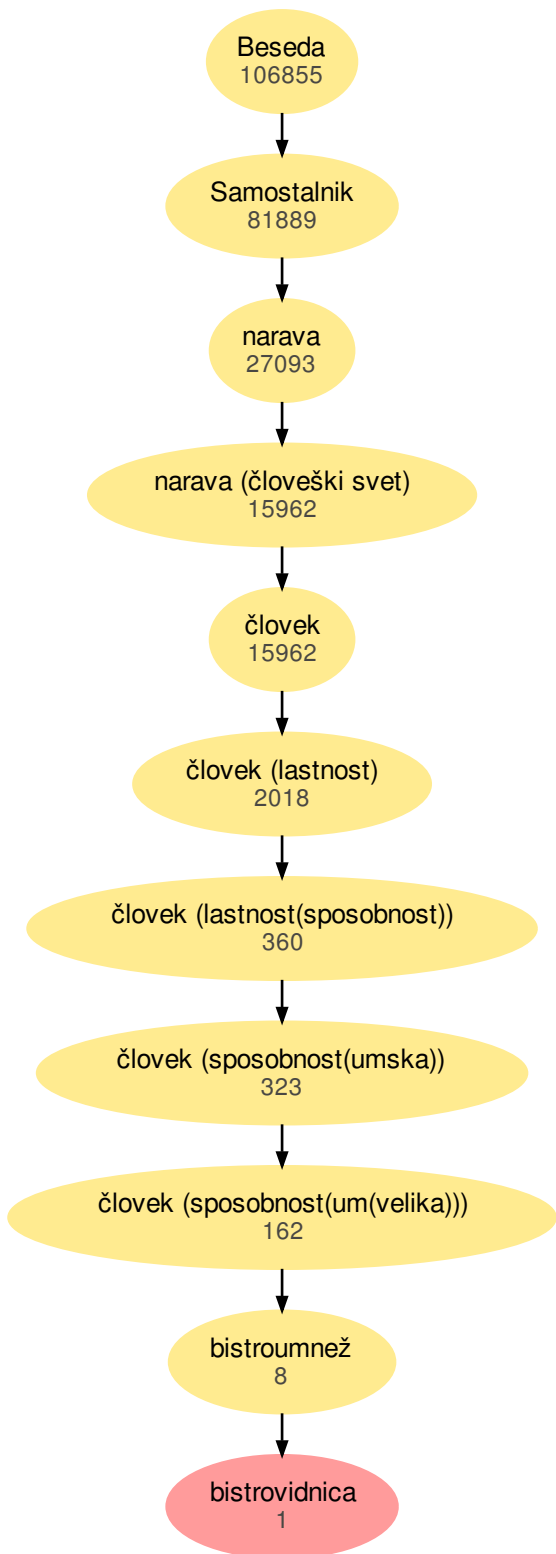 Beseda
106855
Samostalnik
81889
narava
27093
narava (človeški svet)
15962
človek
15962
človek (lastnost)
2018
človek (lastnost(sposobnost))
360
človek (sposobnost(umska))
323
človek (sposobnost(um(velika)))
162
bistroumnež
8
bistrovidnica
1